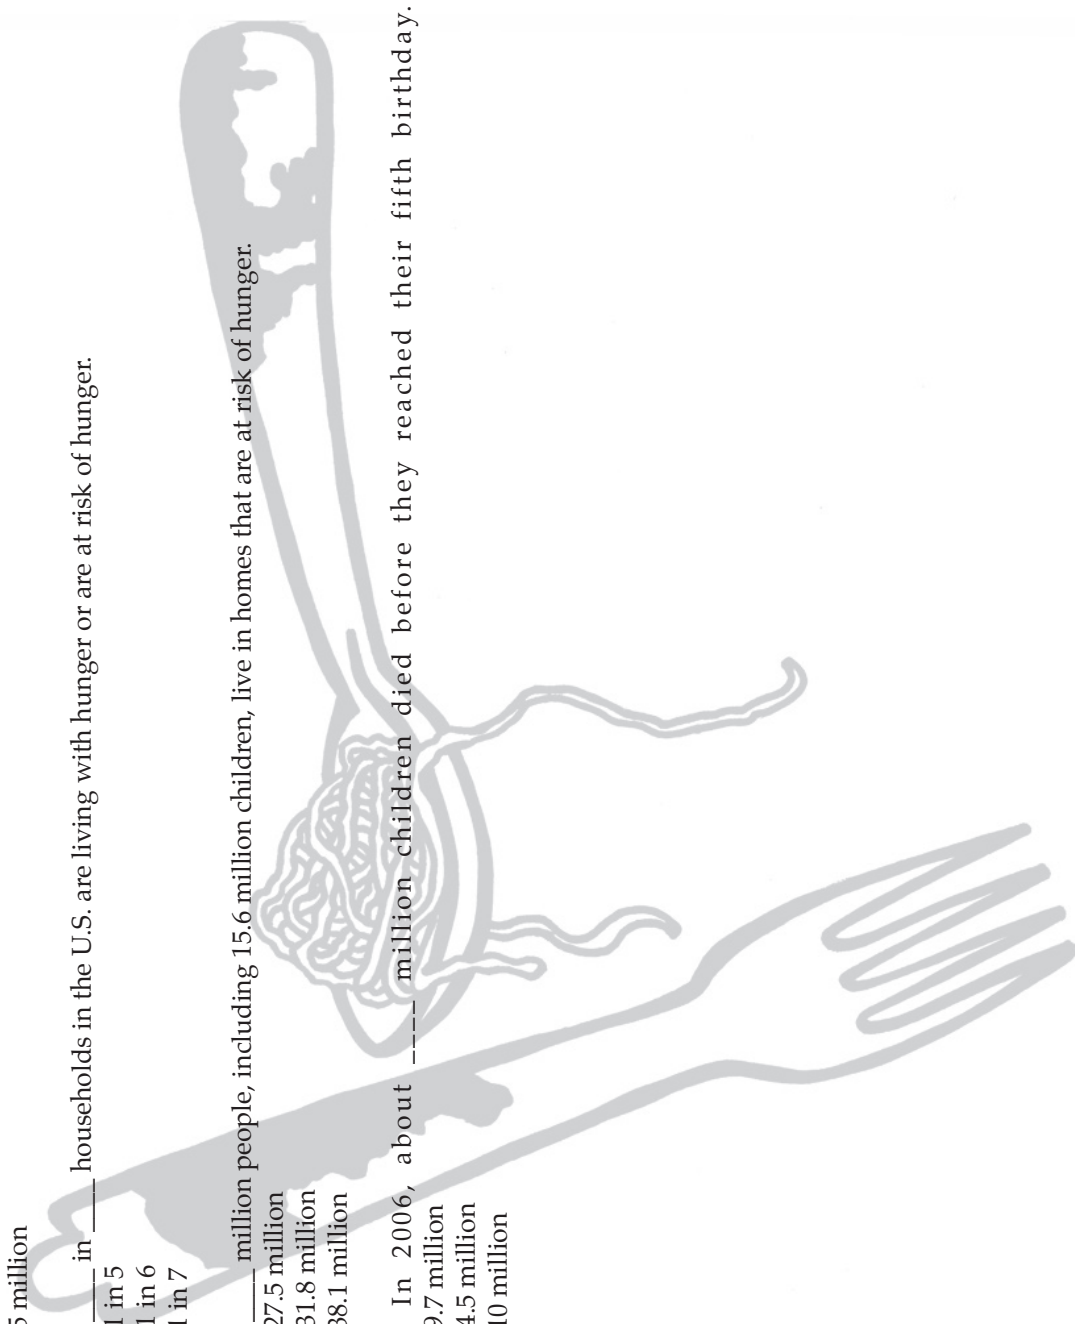 5 million
____ in ____ households in the U.S. are living with hunger or are at risk of hunger.
1 in 5
1 in 6
1 in 7
____ million people, including 15.6 million children, live in homes that are at risk of hunger.
27.5 million
31.8 million
38.1 million
In 2006, about ____ million children died before they reached their fifth birthday.
9.7 million
4.5 million
10 million